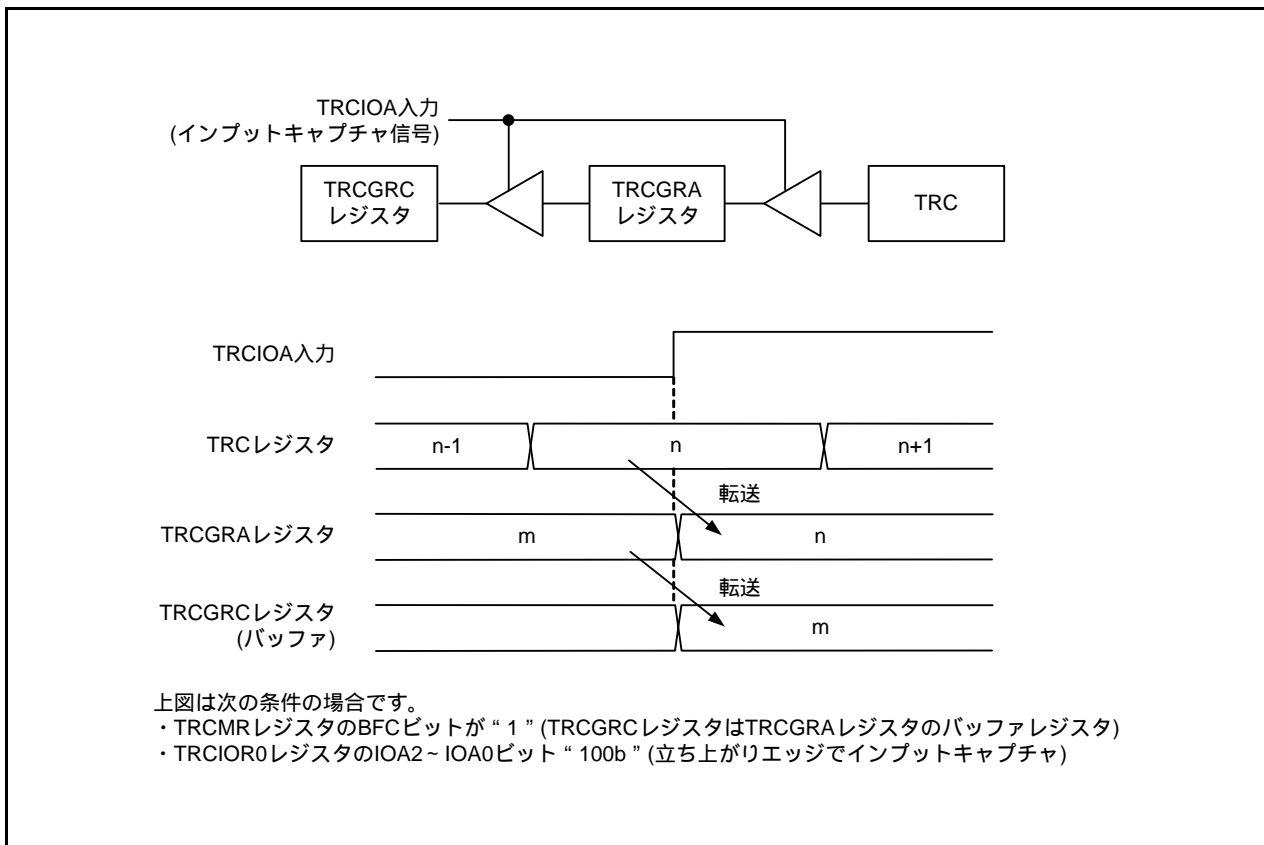 TRCIOA入力
(インプットキャプチャ信号)
TRCGRC
レジスタ
TRCGRA
レジスタ
TRC
TRCIOA入力
TRCレジスタ
n-1
n
n+1
転送
TRCGRAレジスタ
m
n
転送
TRCGRCレジスタ
(バッファ)
m
上図は次の条件の場合です。
・TRCMRレジスタのBFCビットが“1”(TRCGRCレジスタはTRCGRAレジスタのバッファレジスタ)
・TRCIOR0レジスタのIOA2~IOA0ビット“100b”(立ち上がりエッジでインプットキャプチャ)